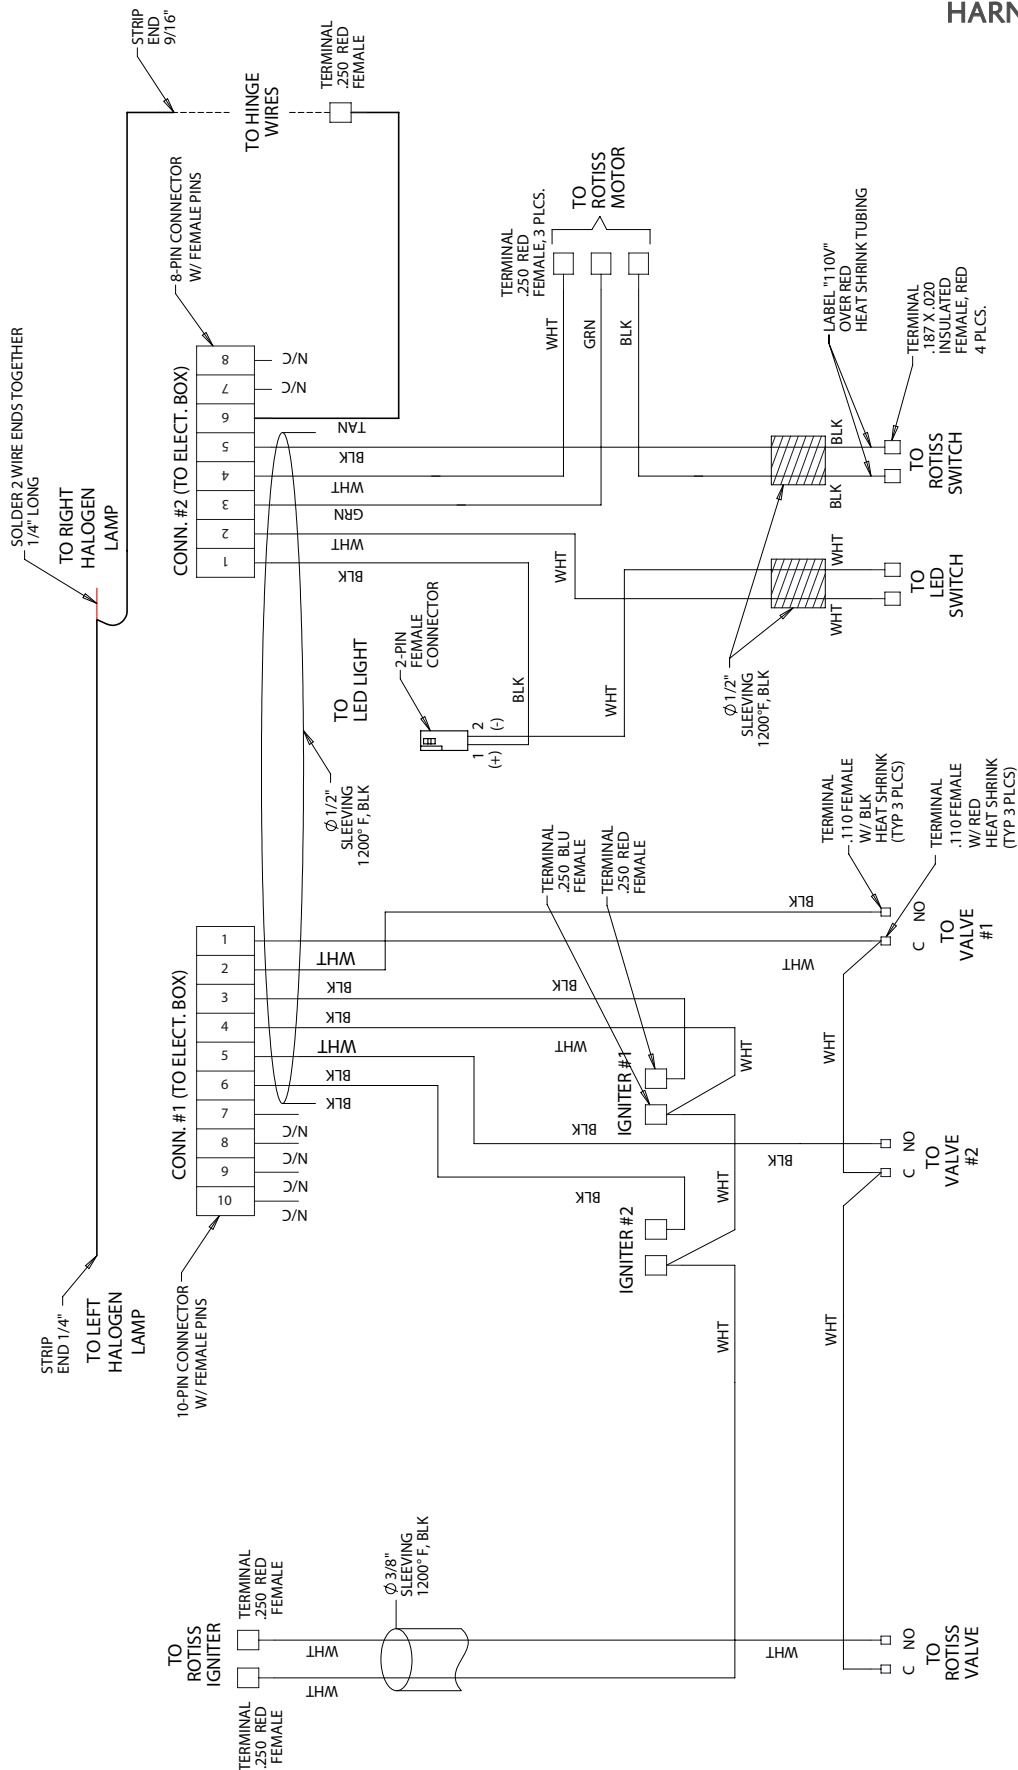 HARN
STRIP
END
9/16"
TERMINAL
.250 RED
FEMALE
TO HINGE
WIRES
8-PIN CONNECTOR
W/ FEMALE PINS
SOLDER 2 WIRE ENDS TOGETHER
1/4" LONG
TO RIGHT
HALOGEN
LAMP
CONN. #2 (TO ELECT. BOX)
1
2
3
4
5
6
7
8
BLK
WHT
GRN
WHT
BLK
TAN
N/C
N/C
TERMINAL
.250 RED
FEMALE, 3 PLCS.
TO
ROTISS
MOTOR
WHT
GRN
BLK
LABEL "110V"
OVER RED
HEAT SHRINK TUBING
TERMINAL
.187 X .020
INSULATED
FEMALE, RED
4 PLCS.
BLK
BLK
TO
ROTISS
SWITCH
WHT
WHT
WHT
TO
LED
SWITCH
Ø 1/2"
SLEEVING
1200°F, BLK
TO
LED LIGHT
2-PIN
FEMALE
CONNECTOR
1
(+)
2
(-)
BLK
WHT
Ø 1/2"
SLEEVING
1200° F, BLK
STRIP
END 1/4"
TO LEFT
HALOGEN
LAMP
10-PIN CONNECTOR
W/ FEMALE PINS
CONN. #1 (TO ELECT. BOX)
10
9
8
7
6
5
4
3
2
1
N/C
N/C
N/C
BLK
BLK
WHT
BLK
BLK
WHT
TERMINAL
.250 BLU
FEMALE
TERMINAL
.250 RED
FEMALE
BLK
WHT
IGNITER #1
WHT
BLK
BLK
IGNITER #2
BLK
WHT
WHT
TERMINAL
.110 FEMALE
W/ BLK
HEAT SHRINK
(TYP 3 PLCS)
TERMINAL
.110 FEMALE
W/ RED
HEAT SHRINK
(TYP 3 PLCS)
BLK
WHT
C NO
TO
VALVE
#1
WHT
C NO
TO
VALVE
#2
WHT
TO
ROTISS
IGNITER
TERMINAL
.250 RED
FEMALE
TERMINAL
.250 RED
FEMALE
WHT
WHT
Ø 3/8"
SLEEVING
1200° F, BLK
WHT
C NO
TO
ROTISS
VALVE